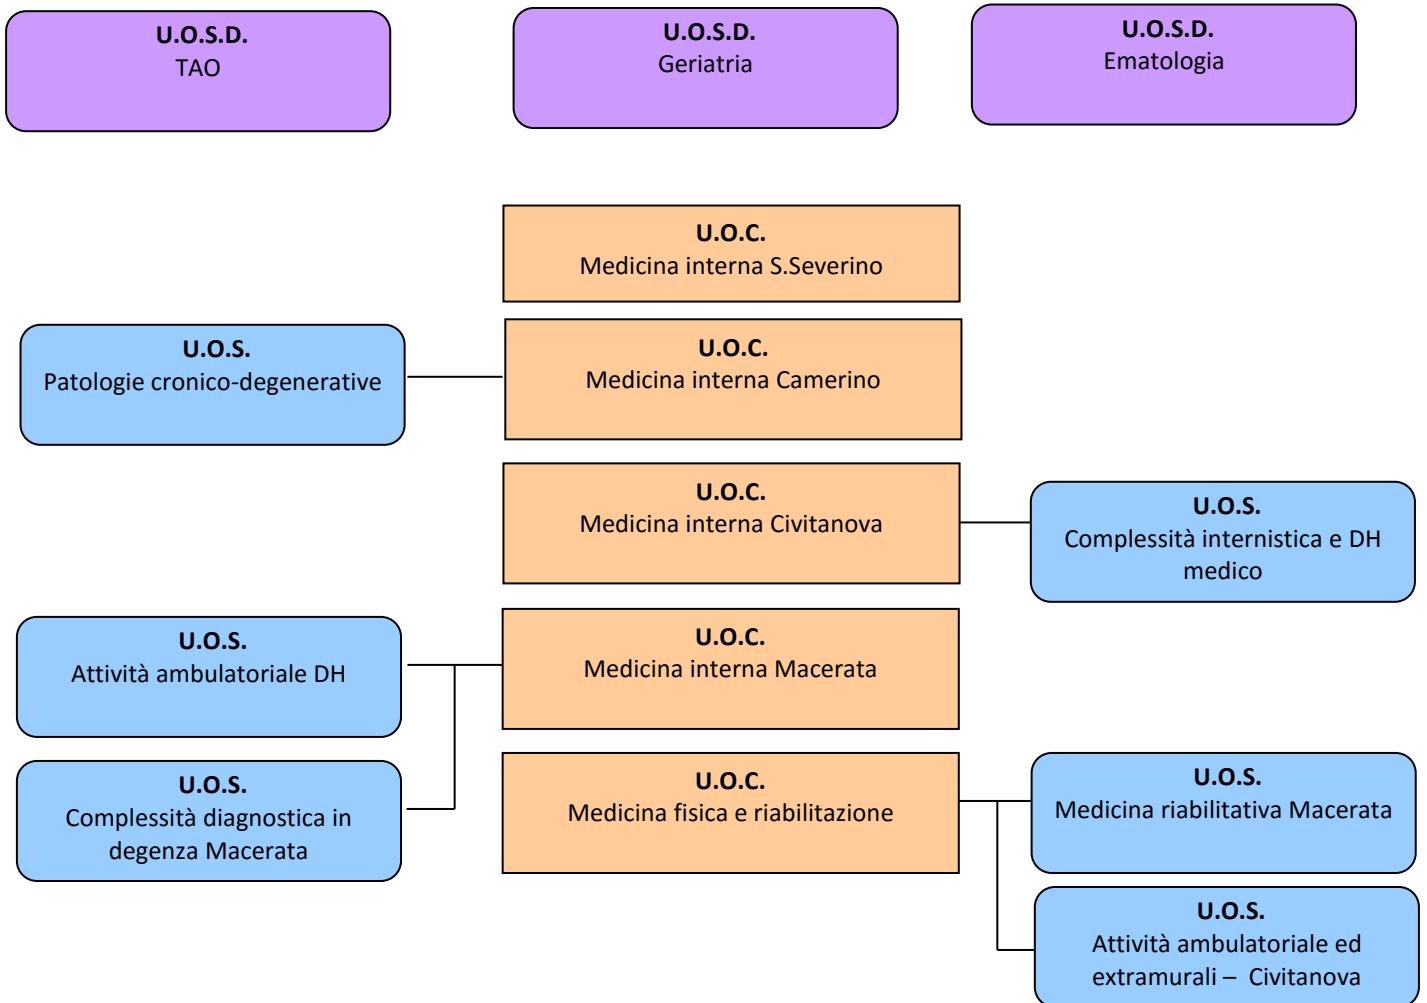 U.O.S.D.
TAO
U.O.S.D.
Geriatria
U.O.S.D.
Ematologia
U.O.C.
Medicina interna S.Severino
U.O.S.
Patologie cronico-degenerative
U.O.C.
Medicina interna Camerino
U.O.C.
Medicina interna Civitanova
U.O.S.
Complessità internistica e DH
medico
U.O.S.
Attività ambulatoriale DH
U.O.C.
Medicina interna Macerata
U.O.S.
Complessità diagnostica in
degenza Macerata
U.O.C.
Medicina fisica e riabilitazione
U.O.S.
Medicina riabilitativa Macerata
U.O.S.
Attività ambulatoriale ed
extramurali – Civitanova